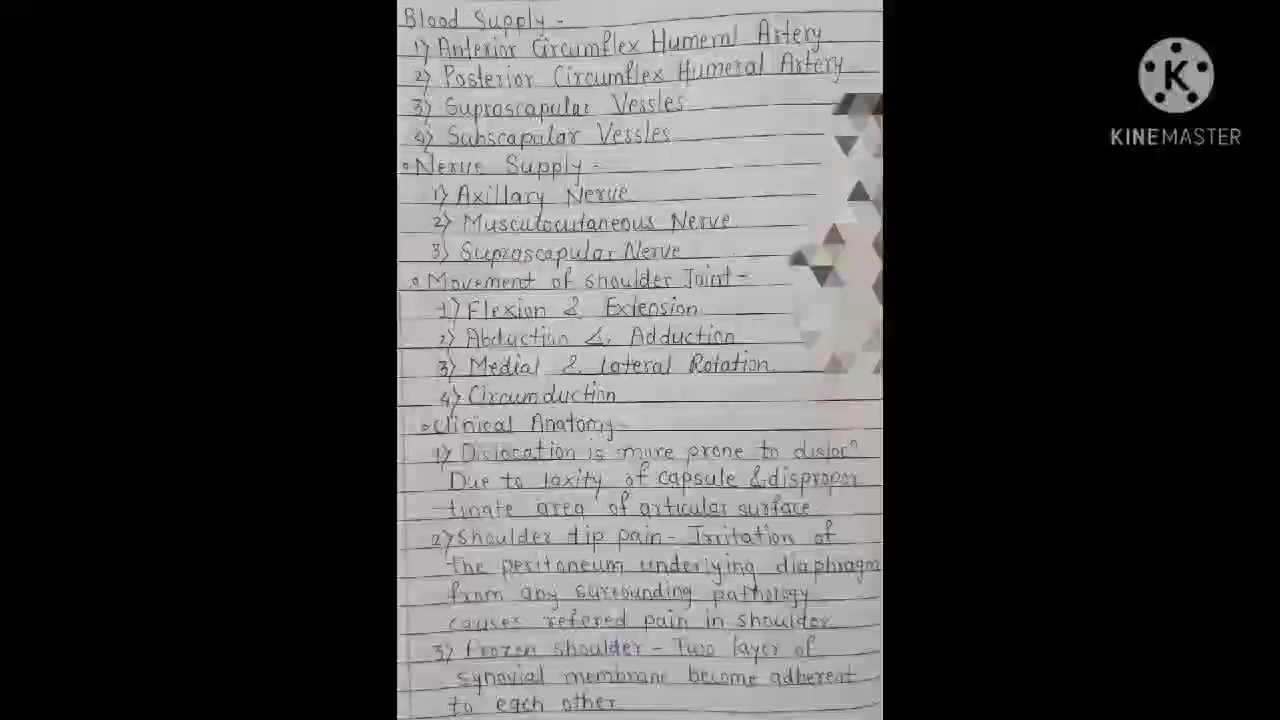 Blood Supply -
1) Anterior Circumflex Humeral Artery
2) Posterior Circumflex Humeral Artery
3) Suprascapular Vessles
4) Subscapular Vessles
• Nerve Supply -
1) Axillary Nerve
2) Musculocutaneous Nerve
3) Suprascapular Nerve
• Movement of shoulder Joint -
1) Flexion & Extension
2) Abduction & Adduction
3) Medial & lateral Rotation
4) Circumduction
• Clinical Anatomy -
1) Dislocation is more prone to dislocⁿ
Due to laxity of capsule & dispropor
tinate area of articular surface
2) Shoulder tip pain - Irritation of
the peritoneum underlying diaphragm
from any surrounding pathology
causes refered pain in shoulder
3) frozen shoulder - Two layer of
synovial membrane become adherent
to each other
K
KINEMASTER